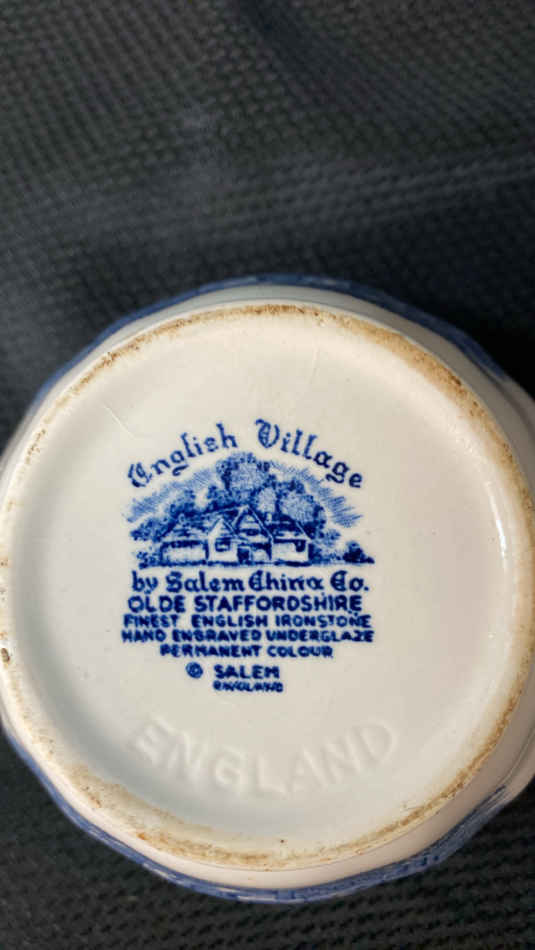 English Village
by Salem China Co.
OLDE STAFFORDSHIRE
FINEST ENGLISH IRONSTONE
HAND ENGRAVED UNDERGLAZE
PERMANENT COLOUR
© SALEM
ENGLAND
ENGLAND